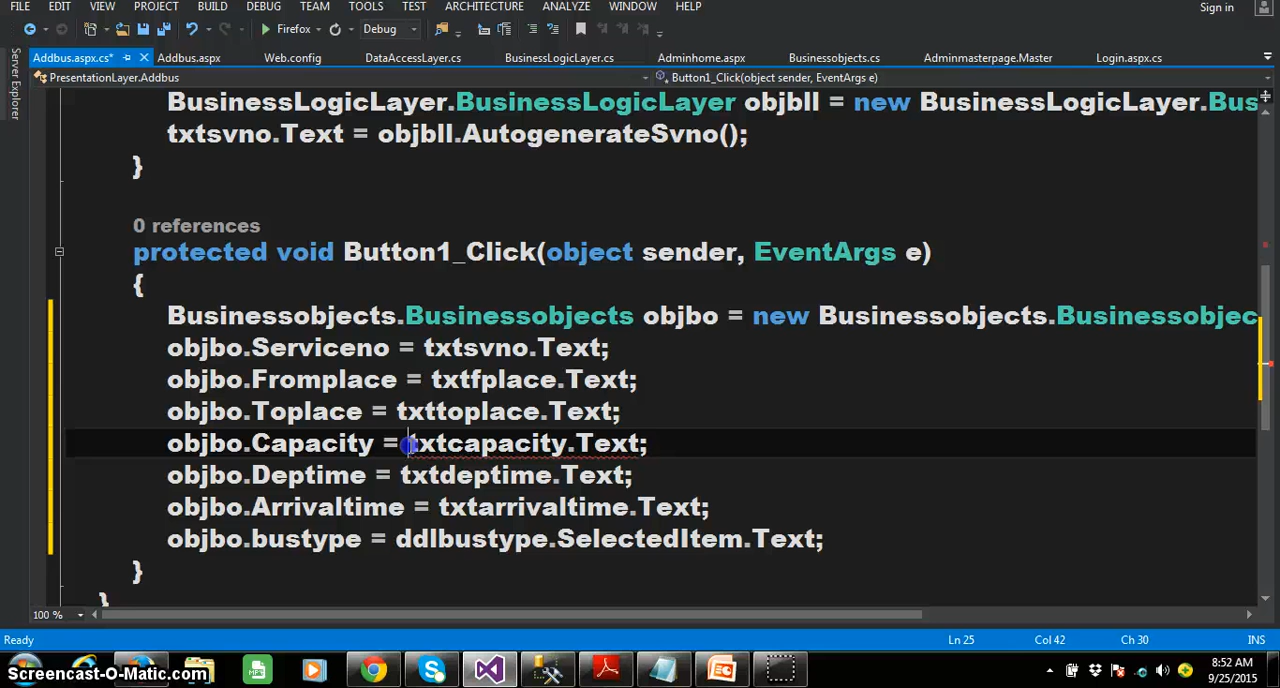 FILE EDIT VIEW PROJECT BUILD DEBUG TEAM TOOLS TEST ARCHITECTURE ANALYZE WINDOW HELP Sign in
Firefox Debug
Addbus.aspx.cs* Addbus.aspx Web.config DataAccessLayer.cs BusinessLogicLayer.cs Adminhome.aspx Businessobjects.cs Adminmasterpage.Master Login.aspx.cs
PresentationLayer.Addbus Button1_Click(object sender, EventArgs e)
Server Explorer
BusinessLogicLayer.BusinessLogicLayer objbll = new BusinessLogicLayer.Bus
txtsvno.Text = objbll.AutogenerateSvno();
}
0 references
protected void Button1_Click(object sender, EventArgs e)
{
Businessobjects.Businessobjects objbo = new Businessobjects.Businessobjec
objbo.Serviceno = txtsvno.Text;
objbo.Fromplace = txtfplace.Text;
objbo.Toplace = txttoplace.Text;
objbo.Capacity = txtcapacity.Text;
objbo.Deptime = txtdeptime.Text;
objbo.Arrivaltime = txtarrivaltime.Text;
objbo.bustype = ddlbustype.SelectedItem.Text;
}
}
100 %
Ready Ln 25 Col 42 Ch 30 INS
Screencast-O-Matic.com
8:52 AM
9/25/2015